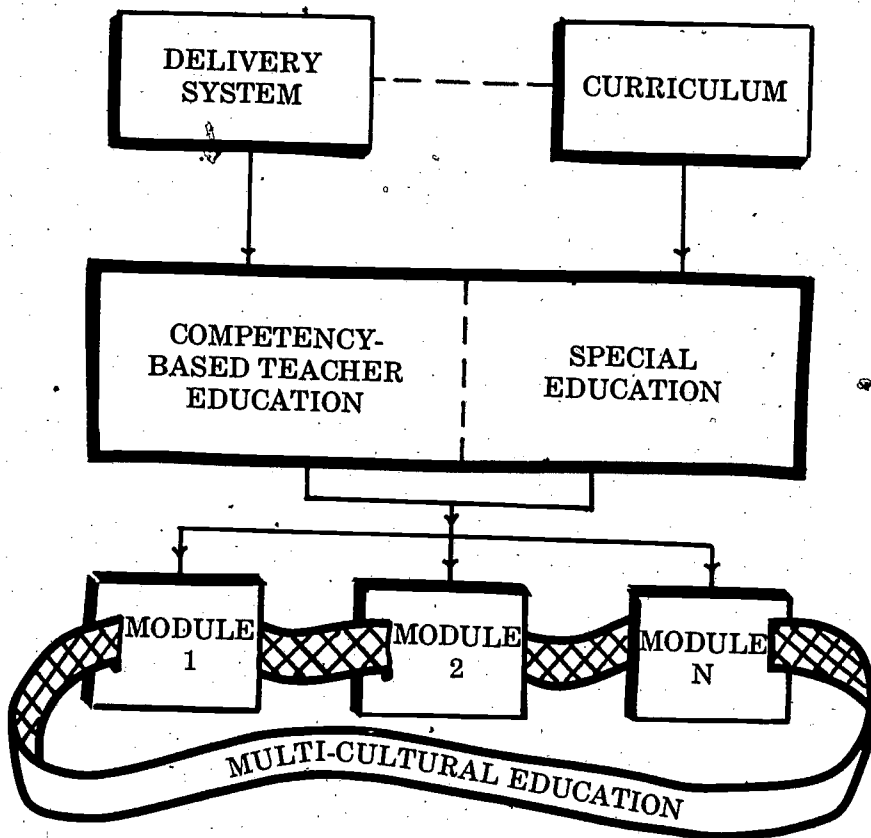 DELIVERY
SYSTEM
CURRICULUM
COMPETENCY-
BASED TEACHER
EDUCATION
SPECIAL
EDUCATION
MODULE
1
MODULE
2
MODULE
N
MULTI-CULTURAL EDUCATION